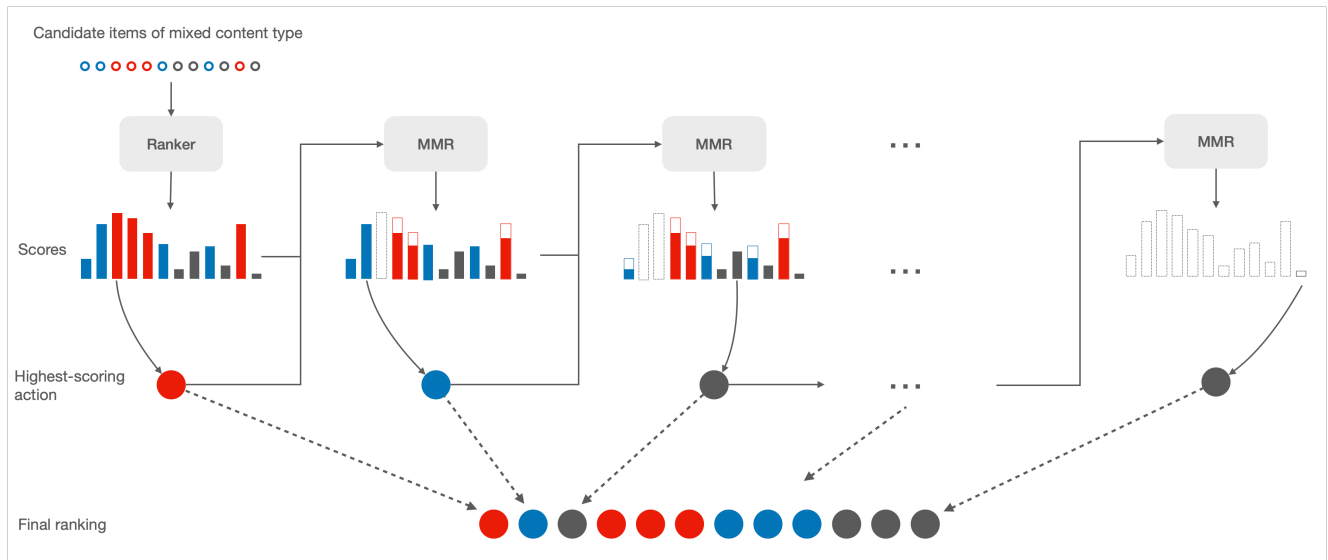 Candidate items of mixed content type
Ranker
MMR
MMR
...
MMR
Scores
...
Highest-scoring
action
...
Final ranking